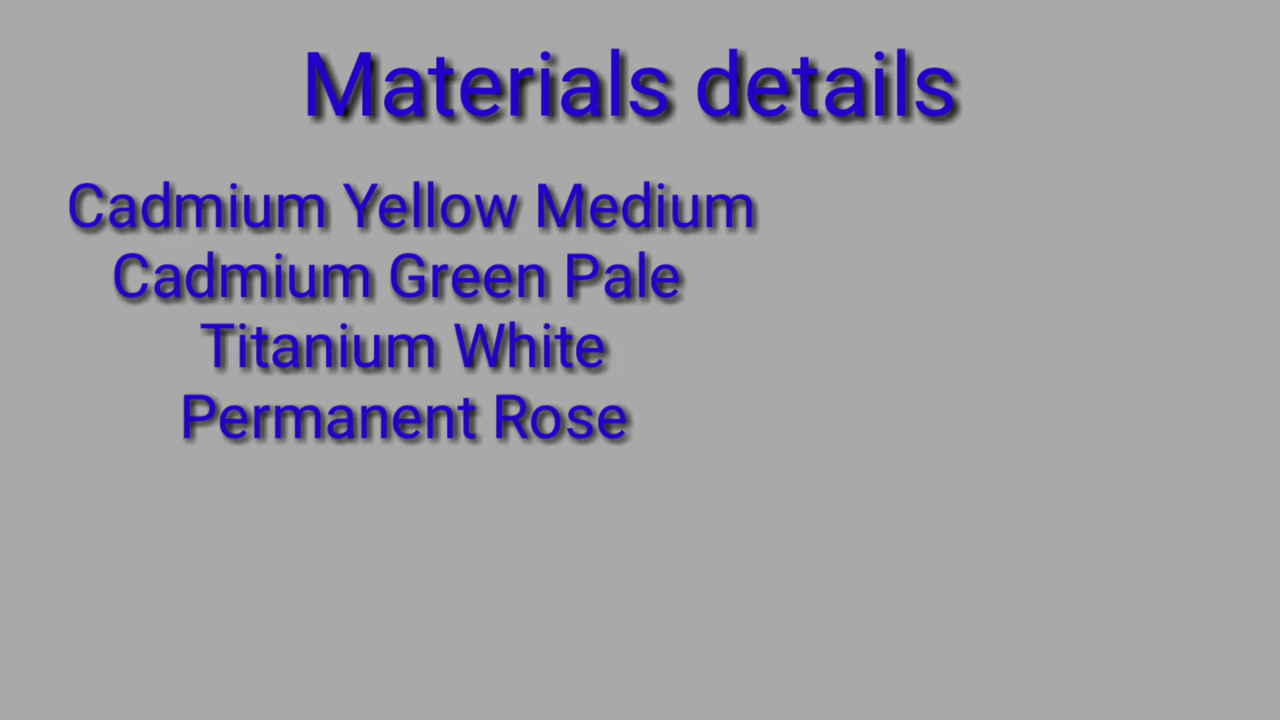 Materials details
Cadmium Yellow Medium
Cadmium Green Pale
Titanium White
Permanent Rose